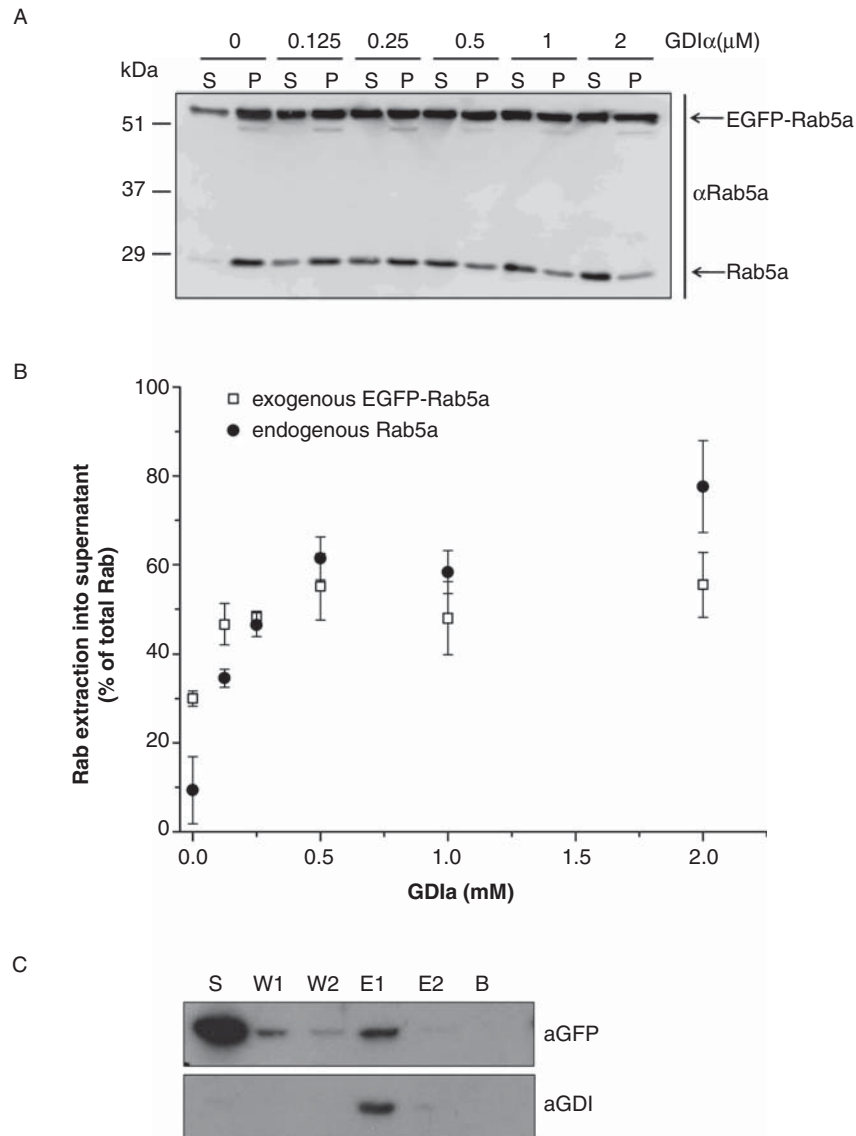 A
0 0.125 0.25 0.5 1 2 GDIα(μM)
kDa
S P S P S P S P S P S P
51
EGFP-Rab5a
37
αRab5a
29
Rab5a
B
100
80
60
40
20
0
Rab extraction into supernatant
(% of total Rab)
exogenous EGFP-Rab5a
endogenous Rab5a
0.0 0.5 1.0 1.5 2.0
GDIa (mM)
C
S W1 W2 E1 E2 B
aGFP
aGDI